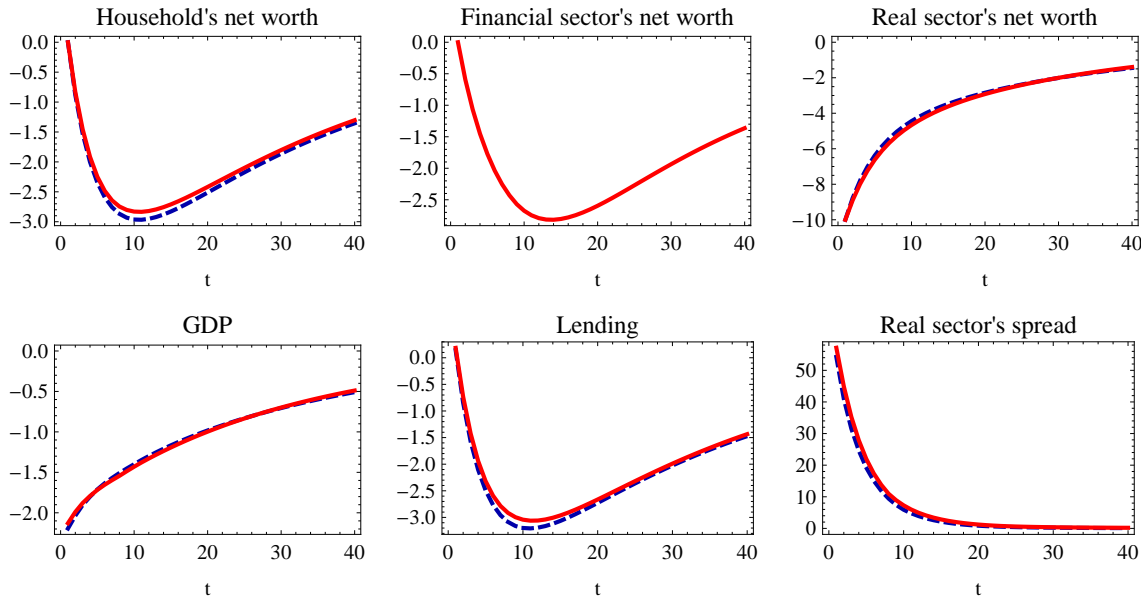 Household's net worth
0.0
−0.5
−1.0
−1.5
−2.0
−2.5
−3.0
0 10 20 30 40
t
Financial sector's net worth
0.0
−0.5
−1.0
−1.5
−2.0
−2.5
0 10 20 30 40
t
Real sector's net worth
0
−2
−4
−6
−8
−10
0 10 20 30 40
t
GDP
0.0
−0.5
−1.0
−1.5
−2.0
0 10 20 30 40
t
Lending
0.0
−0.5
−1.0
−1.5
−2.0
−2.5
−3.0
0 10 20 30 40
t
Real sector's spread
50
40
30
20
10
0
0 10 20 30 40
t